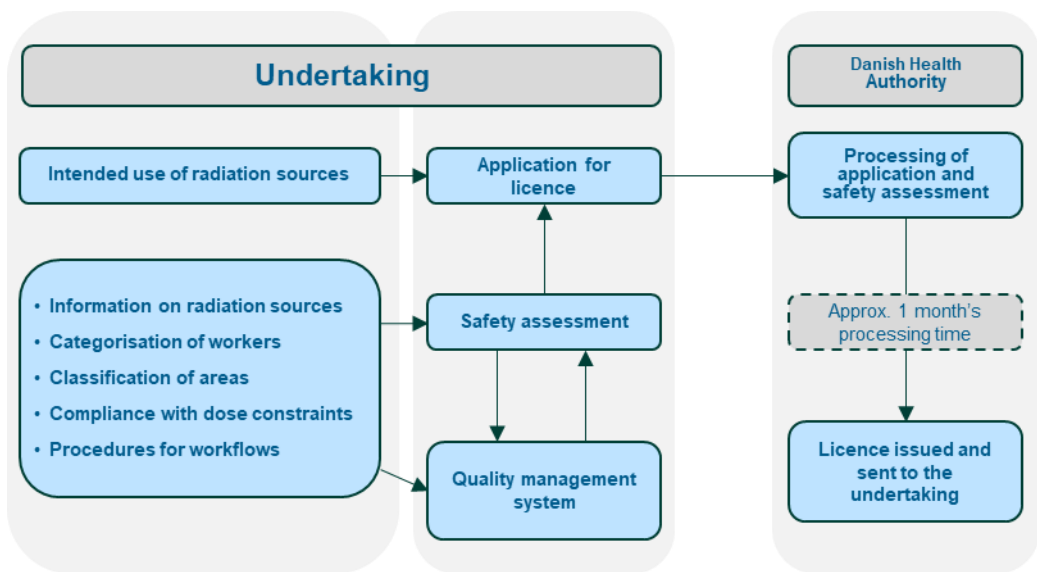 Undertaking
Danish Health
Authority
Intended use of radiation sources
Application for
licence
Processing of
application and
safety assessment
• Information on radiation sources
• Categorisation of workers
• Classification of areas
• Compliance with dose constraints
• Procedures for workflows
Safety assessment
Approx. 1 month's
processing time
Quality management
system
Licence issued and
sent to the
undertaking